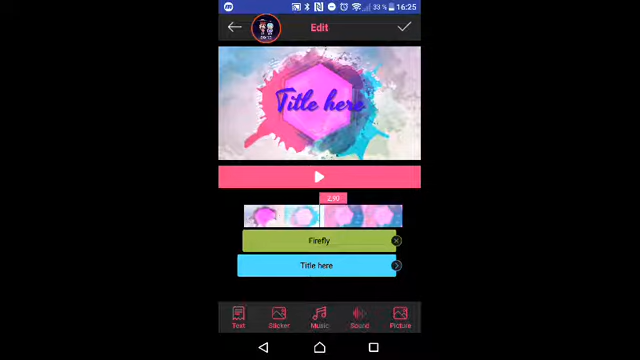 33 % 16:25
Edit
Title here
2.90
Firefly
Title here
Text Sticker Music Sound Picture